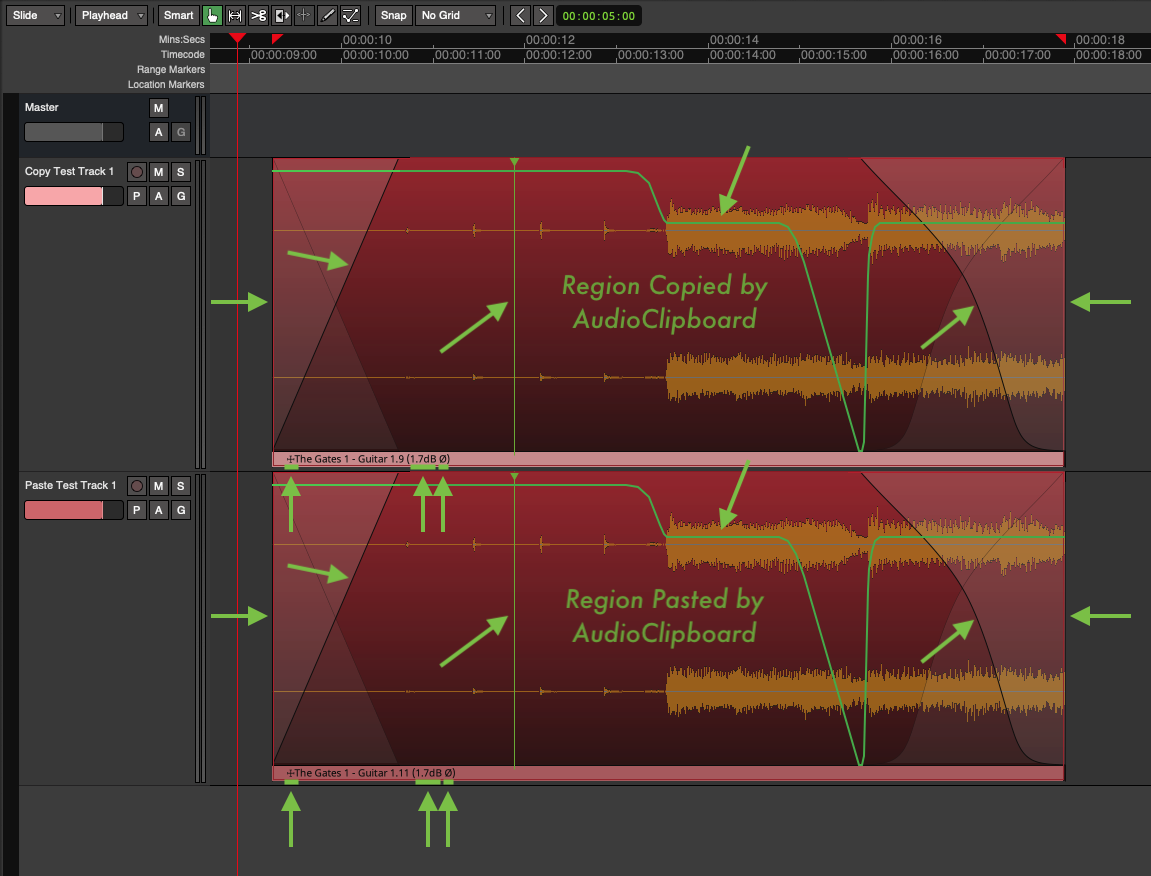 Slide Playhead Smart Snap No Grid 00:00:05:00
Mins:Secs 00:00:10 00:00:12 00:00:14 00:00:16 00:00:18
Timecode 00:00:09:00 00:00:10:00 00:00:11:00 00:00:12:00 00:00:13:00 00:00:14:00 00:00:15:00 00:00:16:00 00:00:17:00 00:00:18:00
Range Markers
Location Markers
Master M
A G
Copy Test Track 1 M S
P A G
Region Copied by
AudioClipboard
The Gates 1 - Guitar 1.9 (1.7dB Ø)
Paste Test Track 1 M S
P A G
Region Pasted by
AudioClipboard
The Gates 1 - Guitar 1.11 (1.7dB Ø)